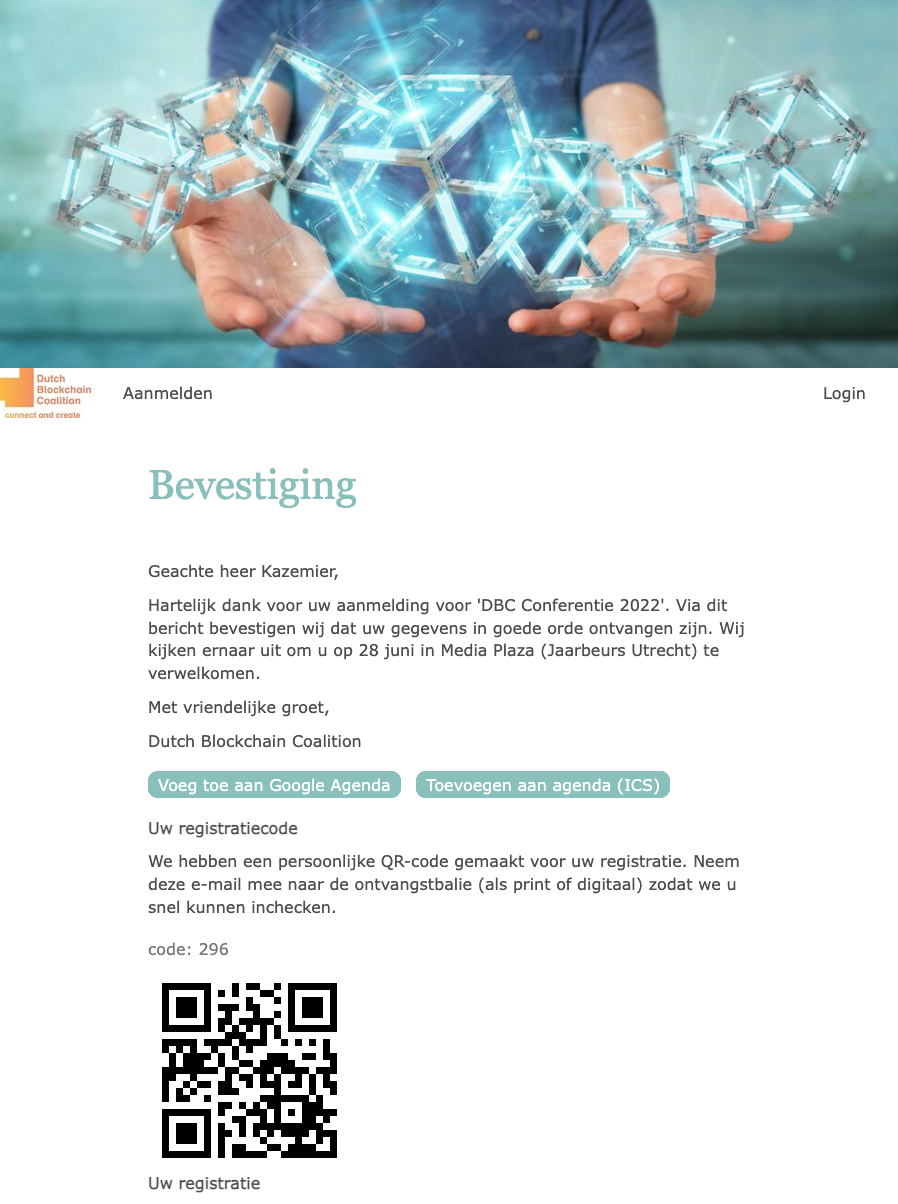 Dutch
Blockchain
Coalition
connect and create
Aanmelden
Login
Bevestiging
Geachte heer Kazemier,
Hartelijk dank voor uw aanmelding voor 'DBC Conferentie 2022'. Via dit
bericht bevestigen wij dat uw gegevens in goede orde ontvangen zijn. Wij
kijken ernaar uit om u op 28 juni in Media Plaza (Jaarbeurs Utrecht) te
verwelkomen.
Met vriendelijke groet,
Dutch Blockchain Coalition
Voeg toe aan Google Agenda
Toevoegen aan agenda (ICS)
Uw registratiecode
We hebben een persoonlijke QR-code gemaakt voor uw registratie. Neem
deze e-mail mee naar de ontvangstbalie (als print of digitaal) zodat we u
snel kunnen inchecken.
code: 296
Uw registratie